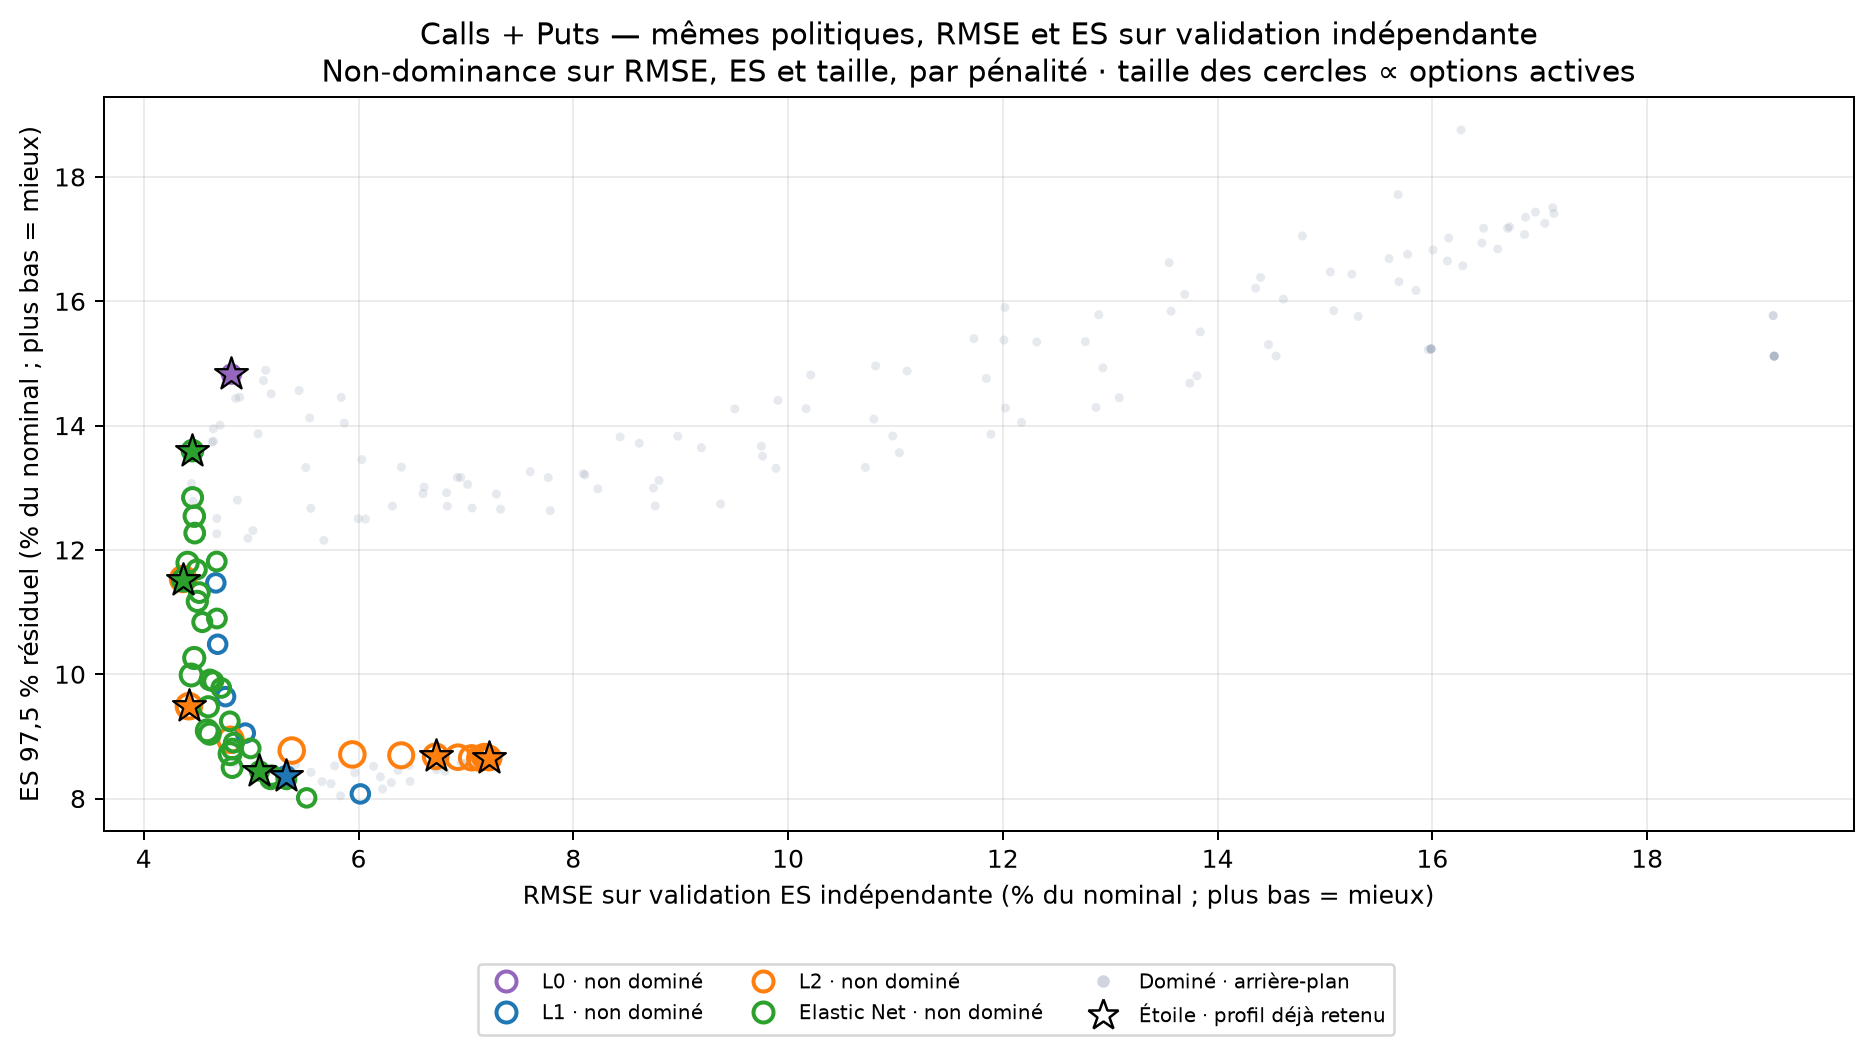 Calls + Puts — mêmes politiques, RMSE et ES sur validation indépendante
Non-dominance sur RMSE, ES et taille, par pénalité · taille des cercles ∝ options actives
ES 97,5 % résiduel (% du nominal ; plus bas = mieux)
18
16
14
12
10
8
4 6 8 10 12 14 16 18
RMSE sur validation ES indépendante (% du nominal ; plus bas = mieux)
L0 · non dominé
L1 · non dominé
L2 · non dominé
Elastic Net · non dominé
Dominé · arrière-plan
Étoile · profil déjà retenu